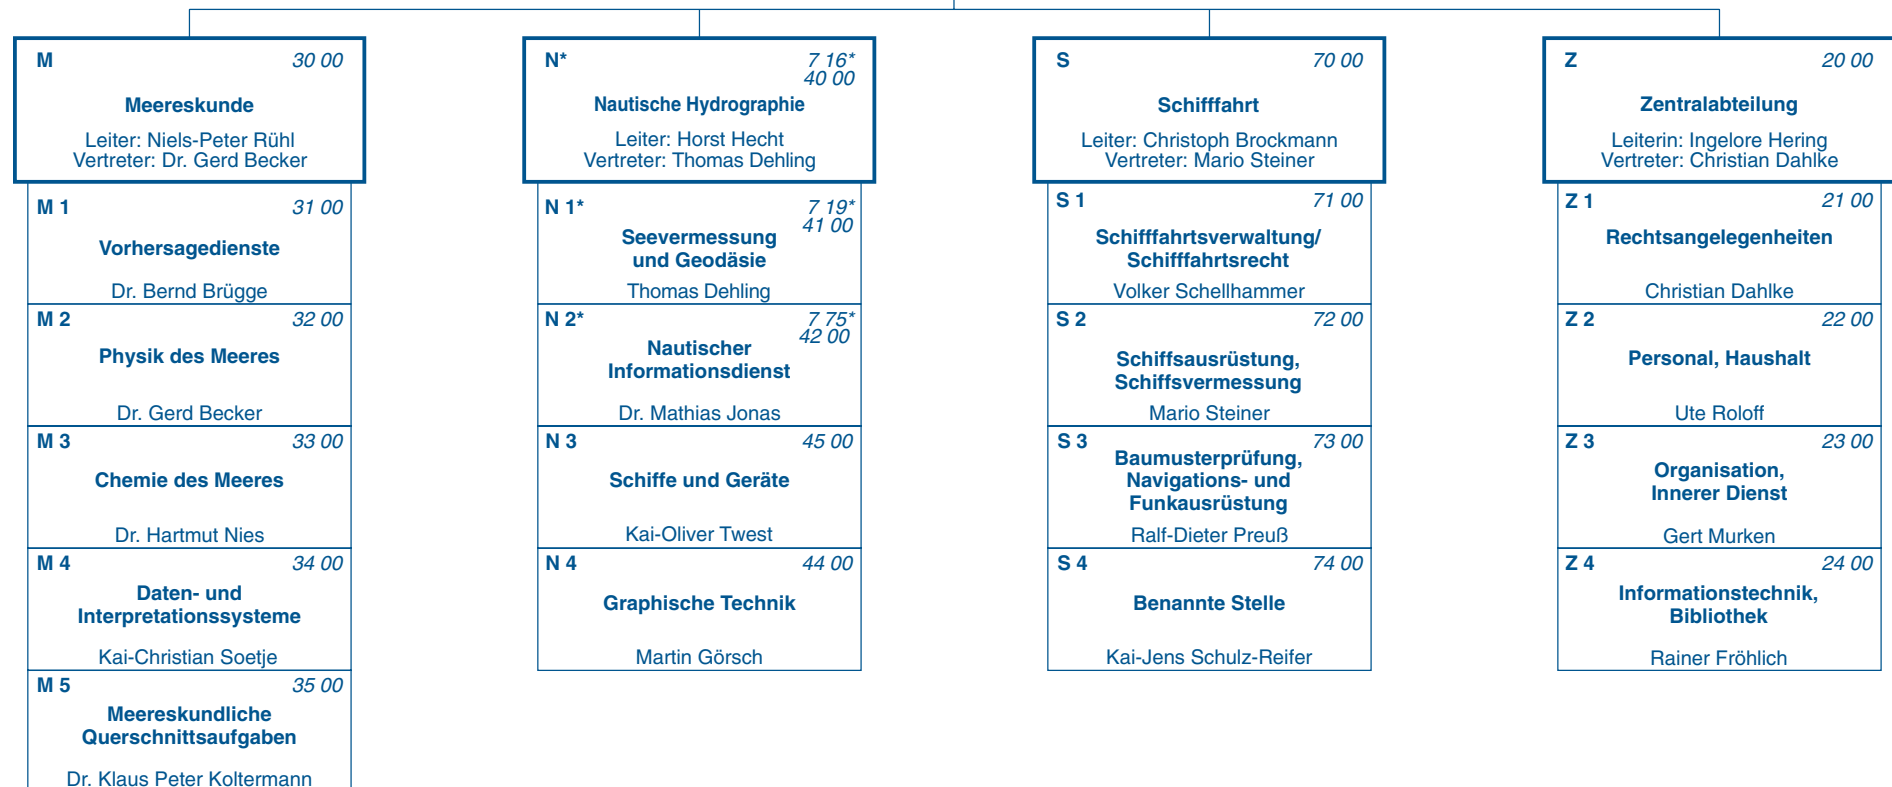 M 30 00
Meereskunde
Leiter: Niels-Peter Rühl
Vertreter: Dr. Gerd Becker
M 1 31 00
Vorhersagedienste
Dr. Bernd Brügge
M 2 32 00
Physik des Meeres
Dr. Gerd Becker
M 3 33 00
Chemie des Meeres
Dr. Hartmut Nies
M 4 34 00
Daten- und
Interpretationssysteme
Kai-Christian Soetje
M 5 35 00
Meereskundliche
Querschnittsaufgaben
Dr. Klaus Peter Koltermann
N* 7 16*
40 00
Nautische Hydrographie
Leiter: Horst Hecht
Vertreter: Thomas Dehling
N 1* 7 19*
41 00
Seevermessung
und Geodäsie
Thomas Dehling
N 2* 7 75*
42 00
Nautischer
Informationsdienst
Dr. Mathias Jonas
N 3 45 00
Schiffe und Geräte
Kai-Oliver Twest
N 4 44 00
Graphische Technik
Martin Görsch
S 70 00
Schifffahrt
Leiter: Christoph Brockmann
Vertreter: Mario Steiner
S 1 71 00
Schifffahrtsverwaltung/
Schifffahrtsrecht
Volker Schellhammer
S 2 72 00
Schiffsausrüstung,
Schiffsvermessung
Mario Steiner
S 3 73 00
Baumusterprüfung,
Navigations- und
Funkausrüstung
Ralf-Dieter Preuß
S 4 74 00
Benannte Stelle
Kai-Jens Schulz-Reifer
Z 20 00
Zentralabteilung
Leiterin: Ingelore Hering
Vertreter: Christian Dahlke
Z 1 21 00
Rechtsangelegenheiten
Christian Dahlke
Z 2 22 00
Personal, Haushalt
Ute Roloff
Z 3 23 00
Organisation,
Innerer Dienst
Gert Murken
Z 4 24 00
Informationstechnik,
Bibliothek
Rainer Fröhlich